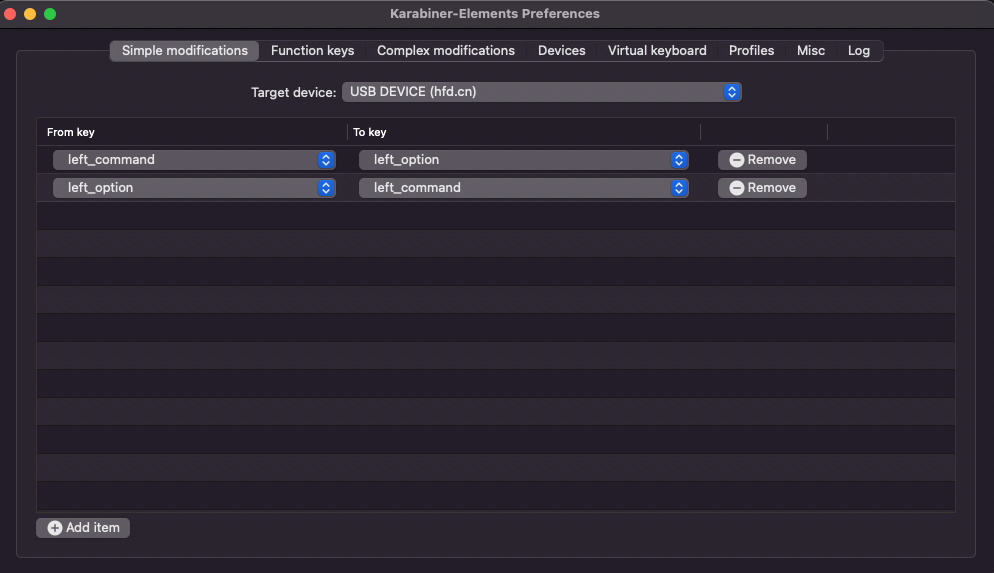 Karabiner-Elements Preferences
Simple modifications Function keys Complex modifications Devices Virtual keyboard Profiles Misc Log
Target device: USB DEVICE (hfd.cn)
From key To key
left_command left_option Remove
left_option left_command Remove
Add item